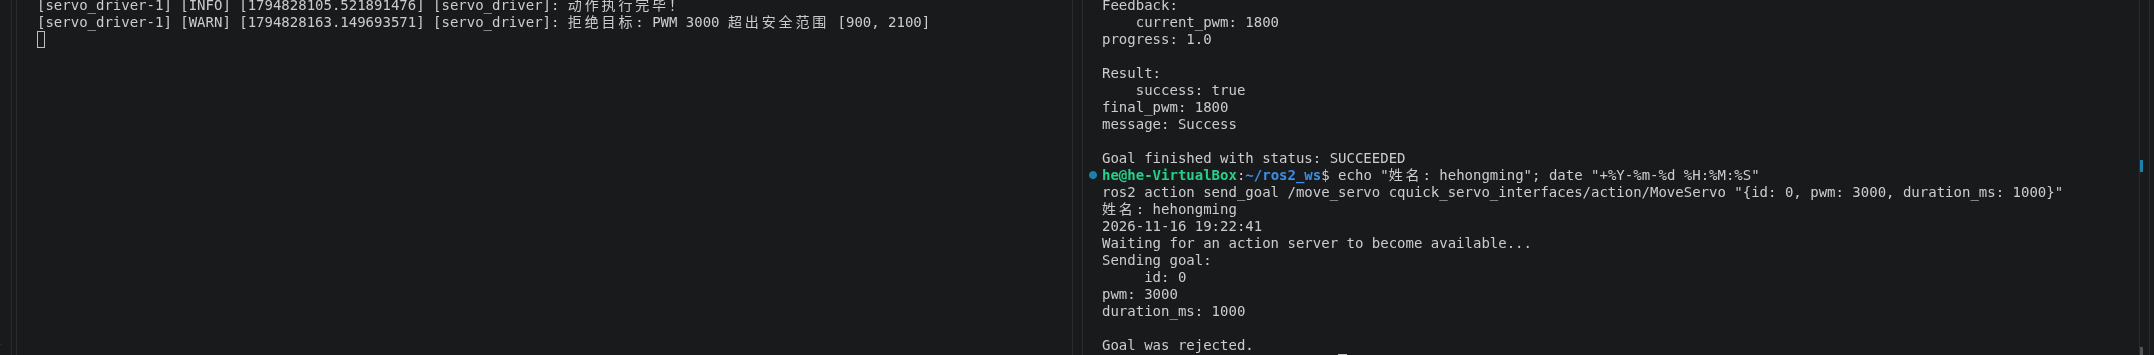 [servo_driver-1] [INFO] [1794828105.521891476] [servo_driver]: 动作执行完毕!
[servo_driver-1] [WARN] [1794828163.149693571] [servo_driver]: 拒绝目标: PWM 3000 超出安全范围 [900, 2100]
Feedback:
    current_pwm: 1800
progress: 1.0

Result:
    success: true
final_pwm: 1800
message: Success

Goal finished with status: SUCCEEDED
he@he-VirtualBox:~/ros2_ws$ echo "姓名: hehongming"; date "+%Y-%m-%d %H:%M:%S"
ros2 action send_goal /move_servo cquick_servo_interfaces/action/MoveServo "{id: 0, pwm: 3000, duration_ms: 1000}"
姓名: hehongming
2026-11-16 19:22:41
Waiting for an action server to become available...
Sending goal:
     id: 0
pwm: 3000
duration_ms: 1000

Goal was rejected.